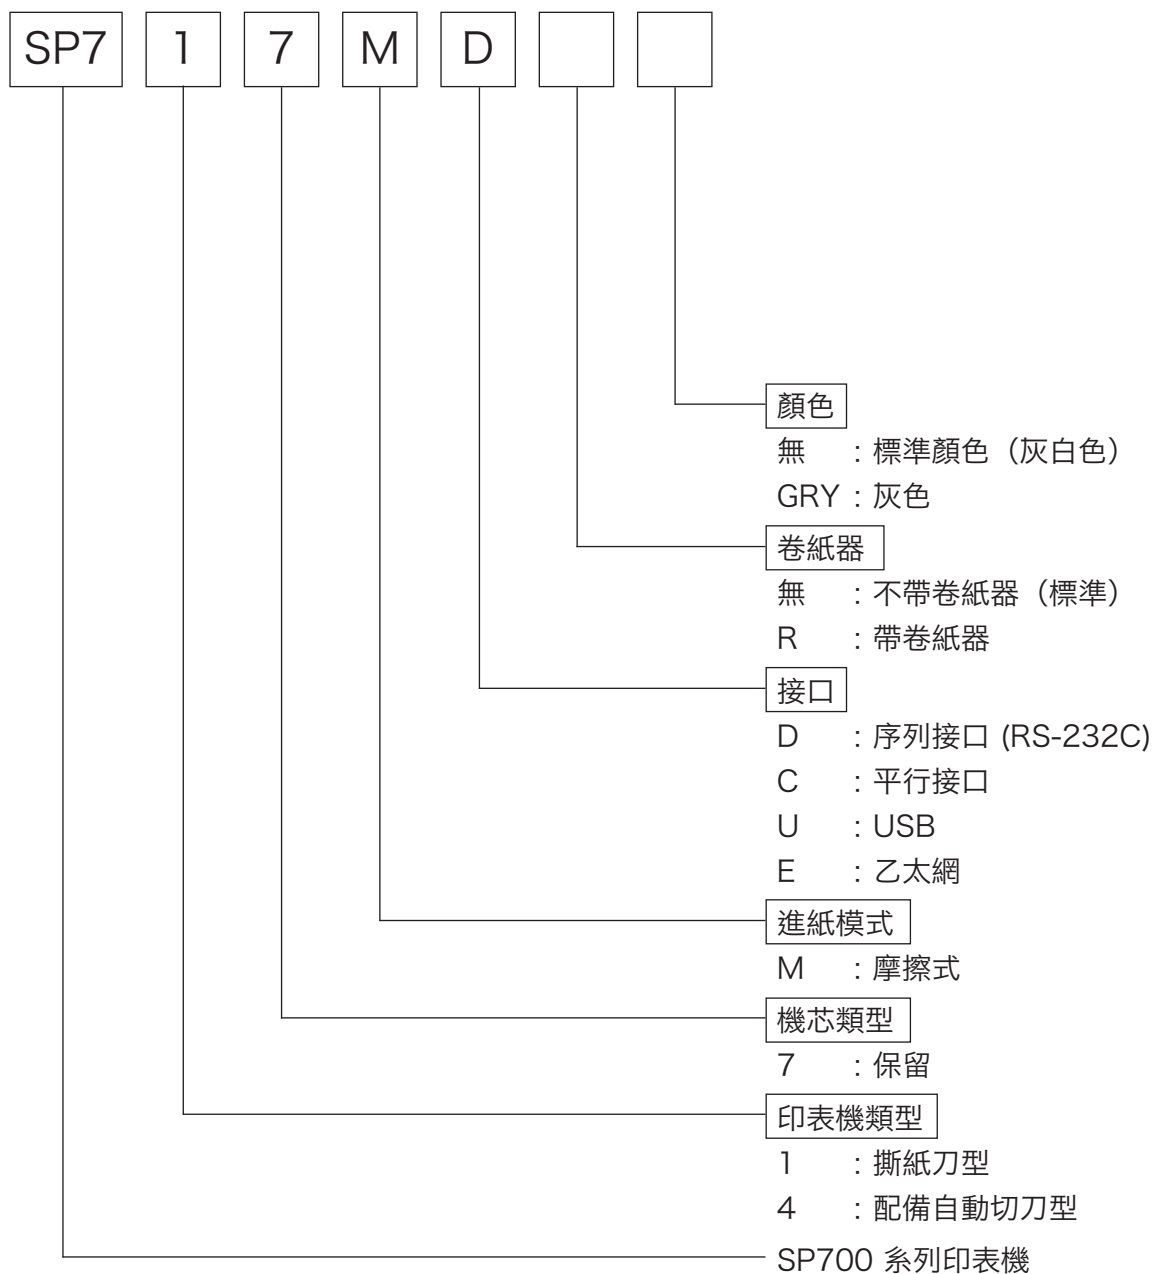 SP7 1 7 M D
顏色
無 : 標準顏色（灰白色）
GRY : 灰色
卷紙器
無 : 不帶卷紙器（標準）
R : 帶卷紙器
接口
D : 序列接口 (RS-232C)
C : 平行接口
U : USB
E : 乙太網
進紙模式
M : 摩擦式
機芯類型
7 : 保留
印表機類型
1 : 撕紙刀型
4 : 配備自動切刀型
SP700 系列印表機